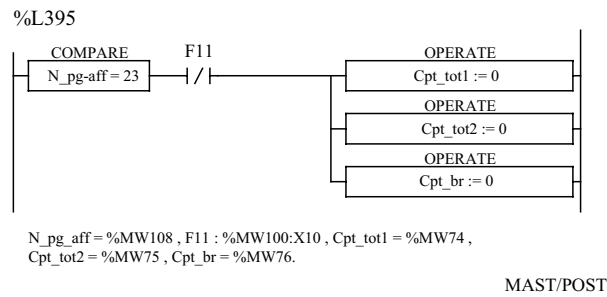 %L395
COMPARE F11 OPERATE
N_pg-aff = 23 Cpt_tot1 := 0
OPERATE
Cpt_tot2 := 0
OPERATE
Cpt_br := 0
N_pg_aff = %MW108 , F11 : %MW100:X10 , Cpt_tot1 = %MW74 ,
Cpt_tot2 = %MW75 , Cpt_br = %MW76.
MAST/POST